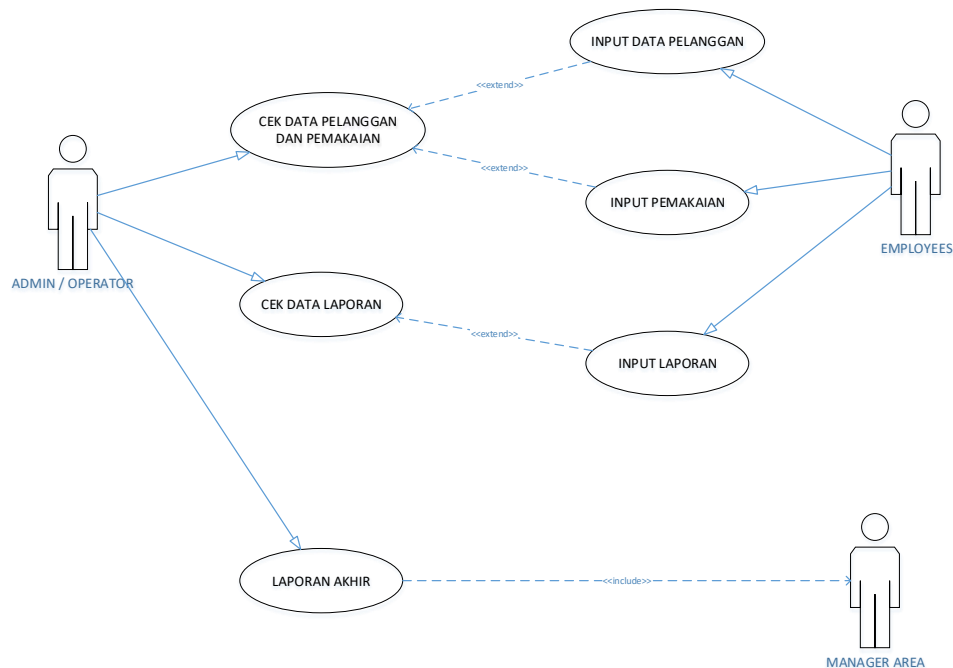 INPUT DATA PELANGGAN
<<extend>>
CEK DATA PELANGGAN
DAN PEMAKAIAN
<<extend>>
INPUT PEMAKAIAN
EMPLOYEES
ADMIN / OPERATOR
CEK DATA LAPORAN
<<extend>>
INPUT LAPORAN
LAPORAN AKHIR
<<include>>
MANAGER AREA